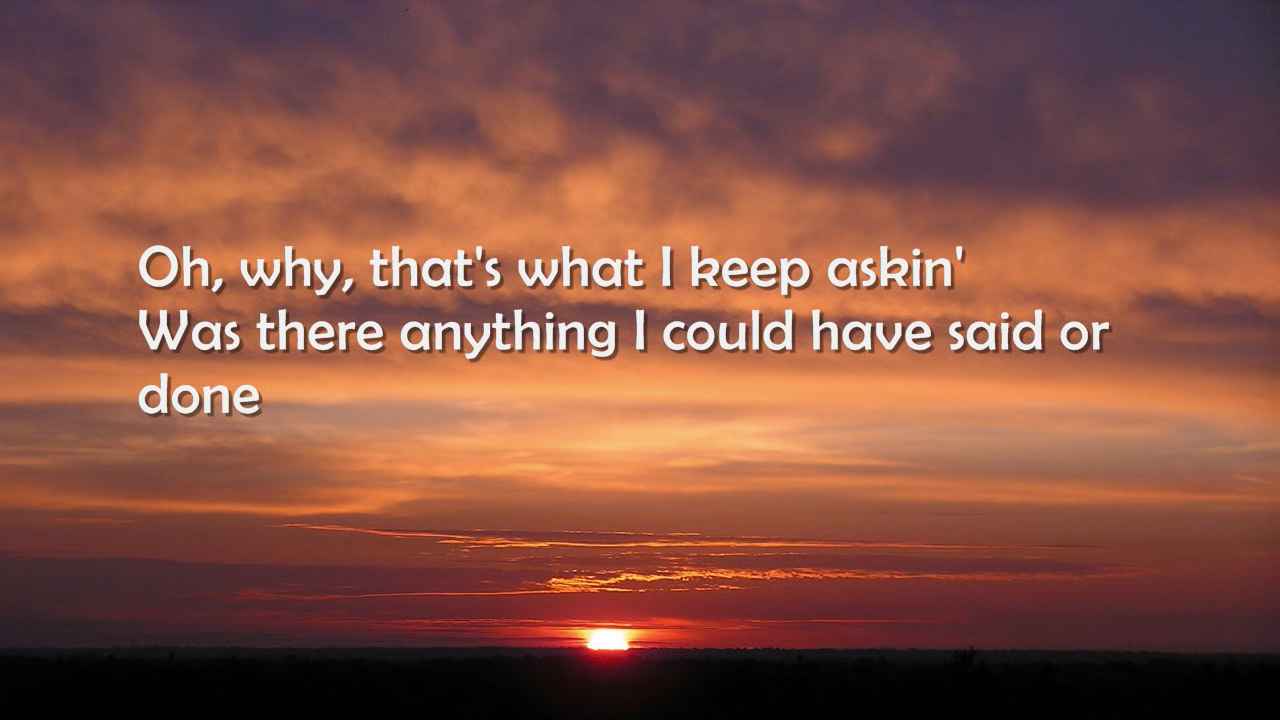 Oh, why, that's what I keep askin'
Was there anything I could have said or
done